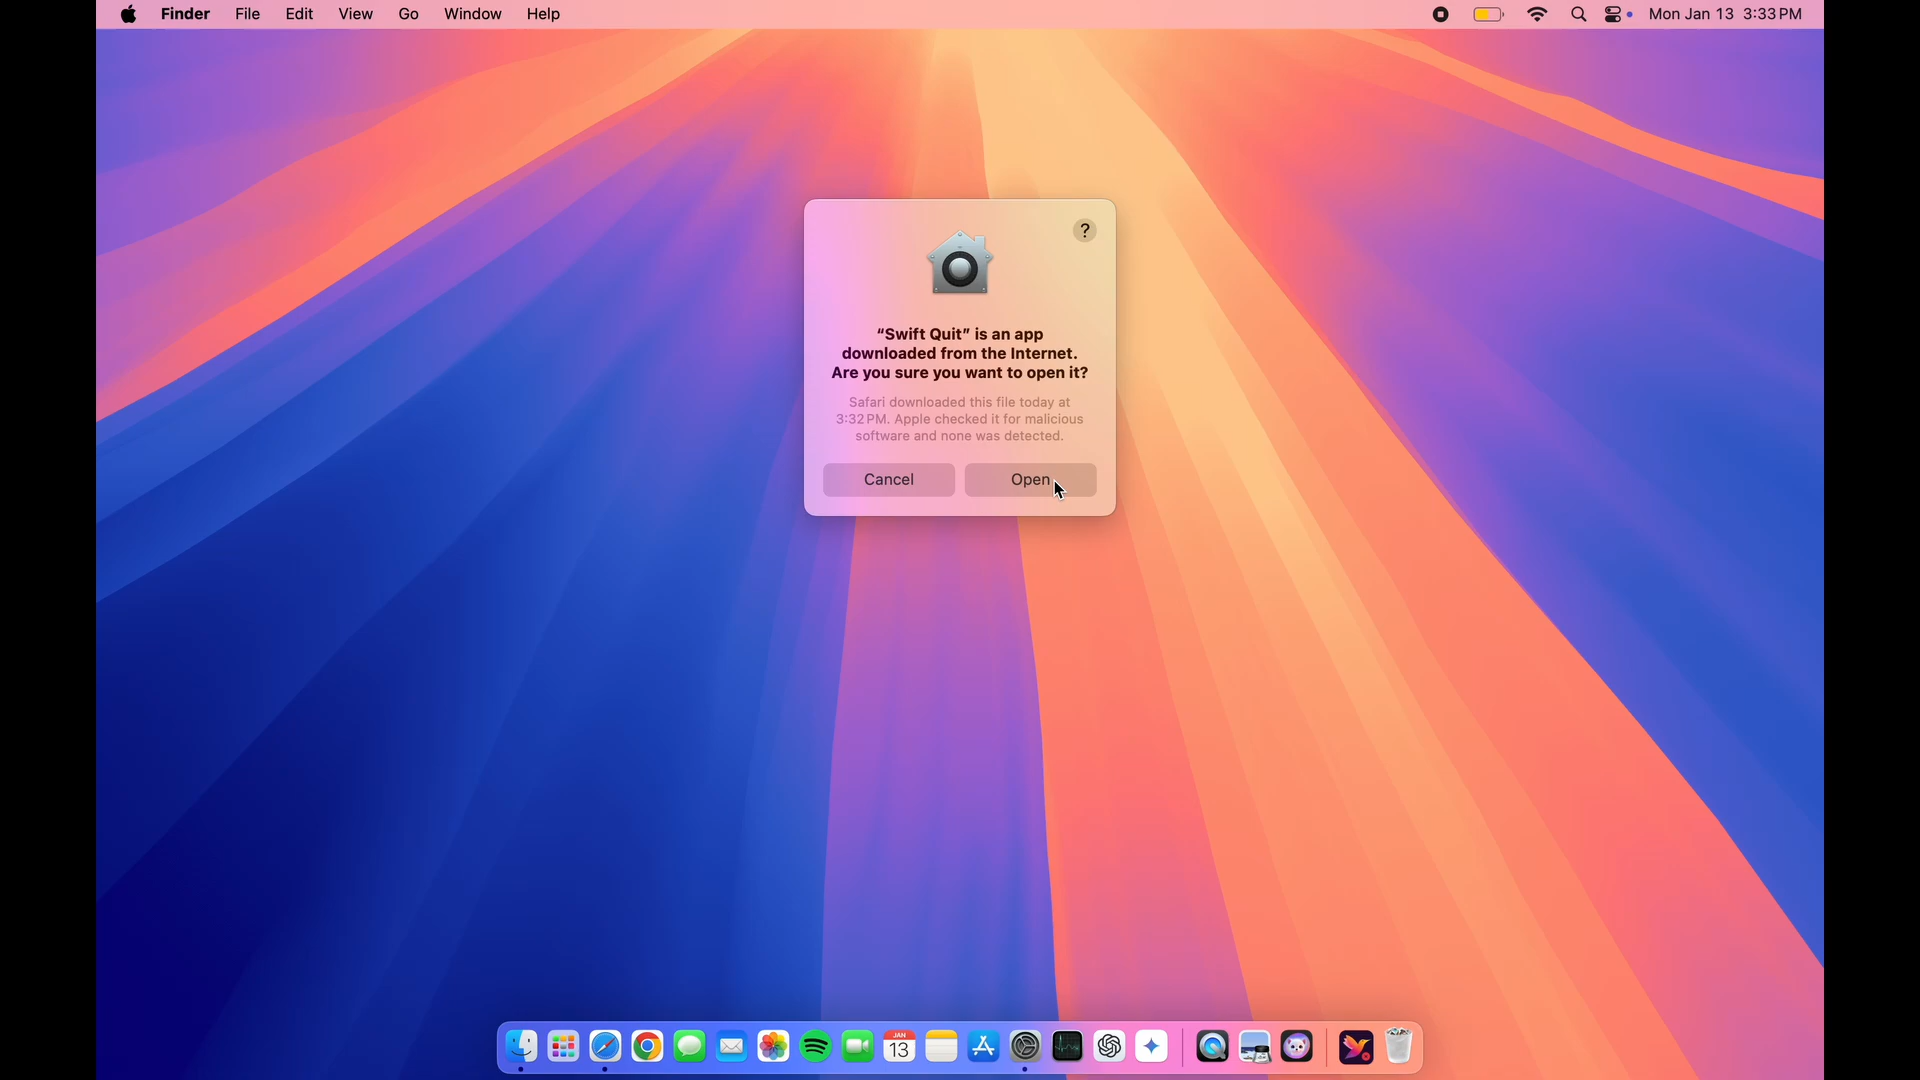 Finder File Edit View Go Window Help Mon Jan 13 3:33 PM
?
“Swift Quit” is an app
downloaded from the Internet.
Are you sure you want to open it?
Safari downloaded this file today at
3:32 PM. Apple checked it for malicious
software and none was detected.
Cancel Open
JAN
13